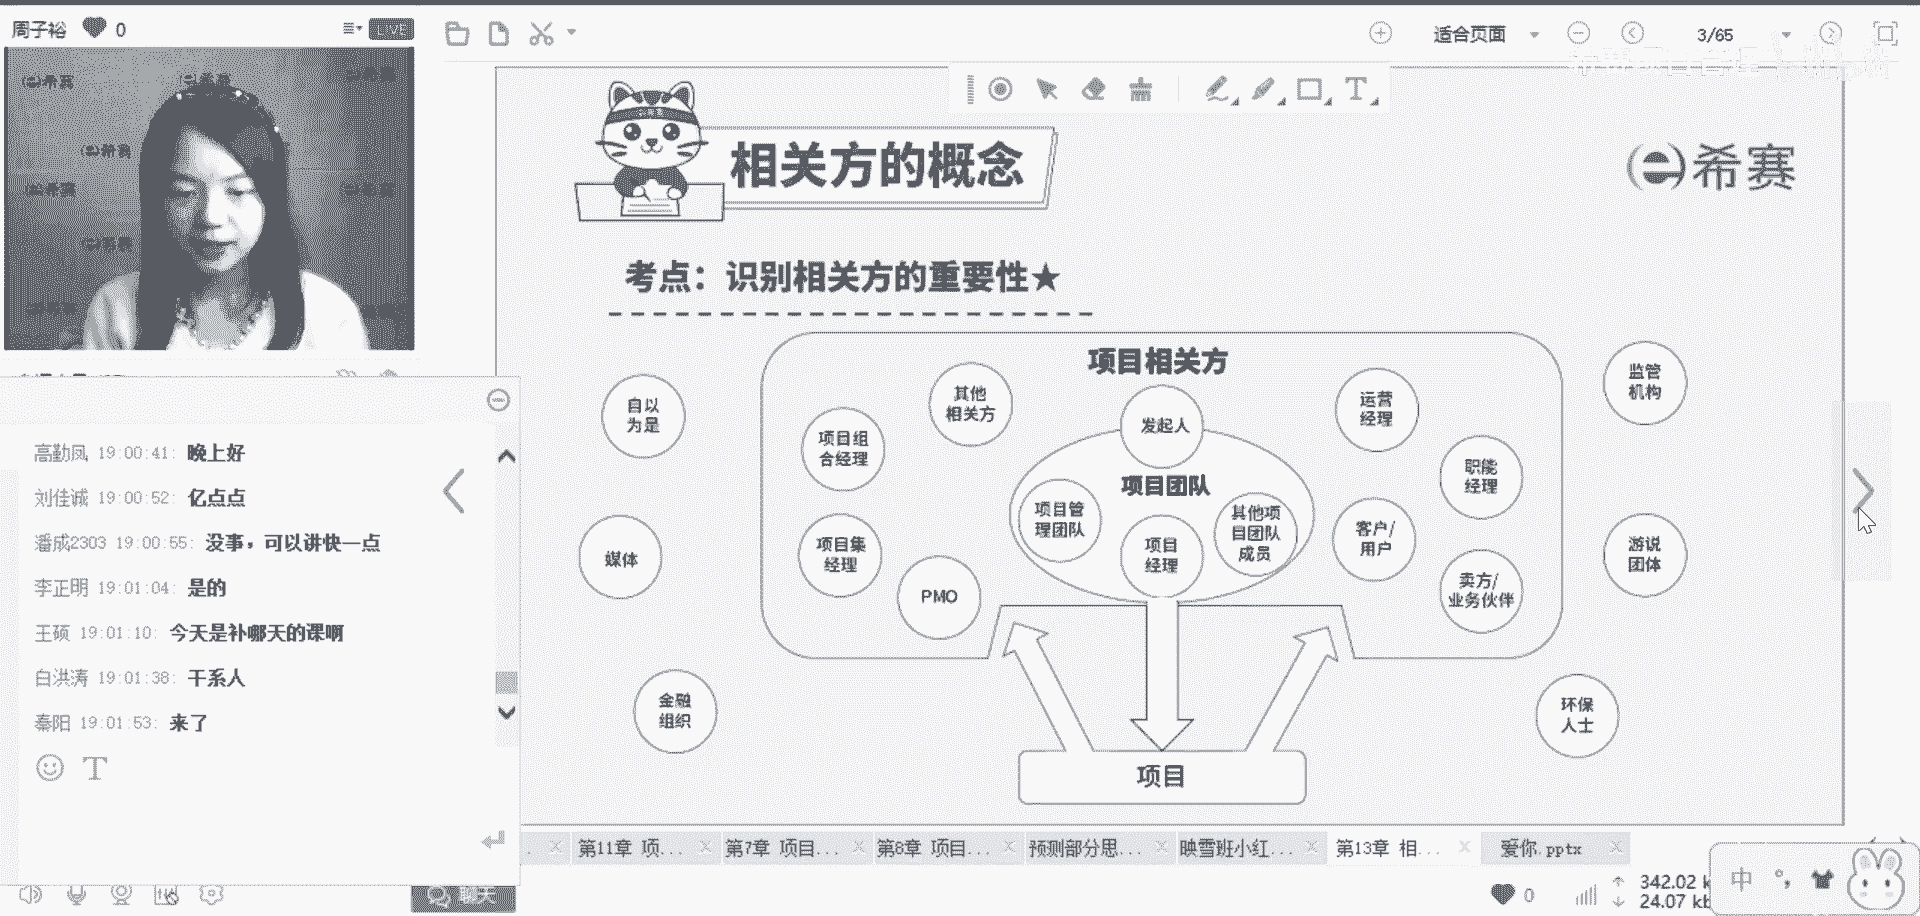 周子裕 0
LIVE
适合页面
3/65
希赛
相关方的概念
希赛
考点：识别相关方的重要性★
项目相关方
自以
为是
媒体
金融
组织
项目组
合经理
其他
相关方
发起人
运营
经理
职能
经理
项目集
经理
PMO
项目团队
项目管
理团队
项目
经理
其他项
目团队
成员
客户/
用户
卖方/
业务伙伴
监管
机构
游说
团体
环保
人士
项目
高勤凤 19:00:41: 晚上好
刘佳诚 19:00:52: 亿点点
潘成2303 19:00:55: 没事，可以讲快一点
李正明 19:01:04: 是的
王硕 19:01:10: 今天是补哪天的课啊
白洪涛 19:01:38: 干系人
秦阳 19:01:53: 来了
聊天
第11章 项...
第7章 项目...
第8章 项目...
预测部分思...
映雪班小红...
第13章 相...
爱你.pptx
0
342.02 k
24.07 kb
中